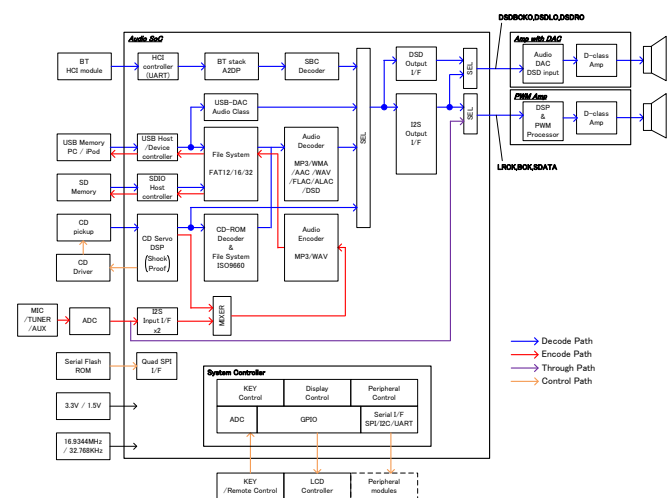 DSDBOKO,DSDLO,DSDRO
Audio SoC
Amp with DAC
BT
HCI module
HCI
controller
(UART)
BT stack
A2DP
SBC
Decoder
SEL
DSD
Output
I/F
SEL
Audio
DAC
DSD input
D-class
Amp
USB-DAC
Audio Class
PWM Amp
I2S
Output
I/F
SEL
DSP
&
PWM
Processor
D-class
Amp
USB Memory
PC / iPod
USB Host
/Device
controller
File System
FAT12/16/32
Audio
Decoder
MP3/WMA
/AAC /WAV
/FLAC/ALAC
/DSD
LRCK,BCK,SDATA
SD
Memory
SDIO
Host
controller
CD
pickup
CD Servo
DSP
(Shock
Proof)
CD-ROM
Decoder
&
File System
ISO9660
Audio
Encoder
MP3/WAV
CD
Driver
MIC
/TUNER
/AUX
ADC
I2S
Input I/F
x2
MIXER
Decode Path
Encode Path
Through Path
Control Path
Serial Flash
ROM
Quad SPI
I/F
System Controller
KEY
Control
Display
Control
Peripheral
Control
3.3V / 1.5V
ADC
GPIO
Serial I/F
SPI/I2C/UART
16.9344MHz
/ 32.768KHz
KEY
/Remote Control
LCD
Controller
Peripheral
modules